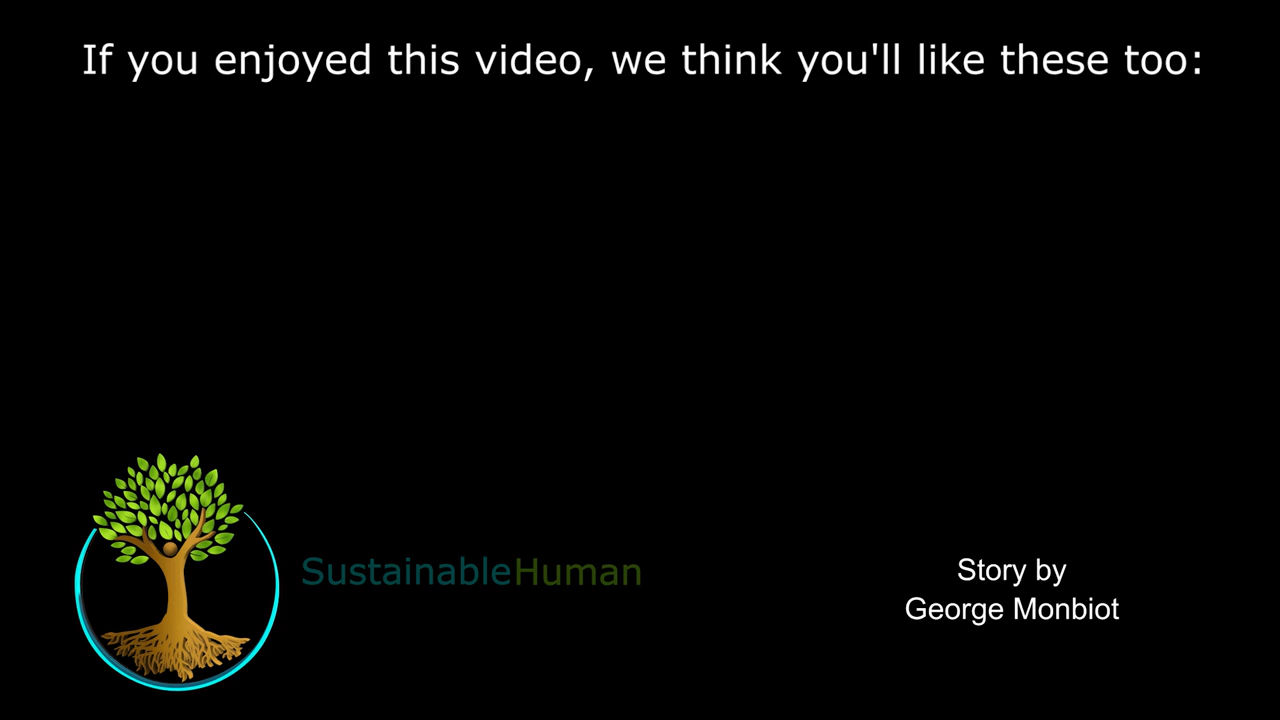 If you enjoyed this video, we think you'll like these too:
SustainableHuman
Story by
George Monbiot